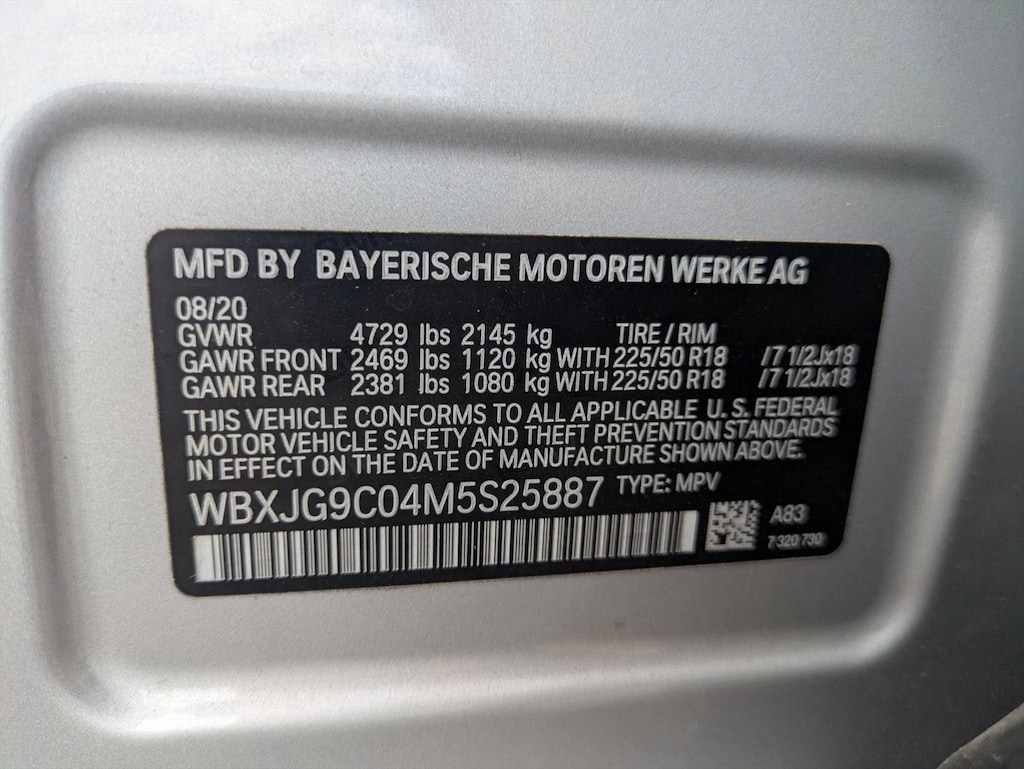 MFD BY BAYERISCHE MOTOREN WERKE AG
08/20
GVWR 4729 lbs 2145 kg TIRE / RIM
GAWR FRONT 2469 lbs 1120 kg WITH 225/50 R18 /7 1/2Jx18
GAWR REAR 2381 lbs 1080 kg WITH 225/50 R18 /7 1/2Jx18
THIS VEHICLE CONFORMS TO ALL APPLICABLE U. S. FEDERAL
MOTOR VEHICLE SAFETY AND THEFT PREVENTION STANDARDS
IN EFFECT ON THE DATE OF MANUFACTURE SHOWN ABOVE.
WBXJG9C04M5S25887 TYPE: MPV
A83
7 320 730